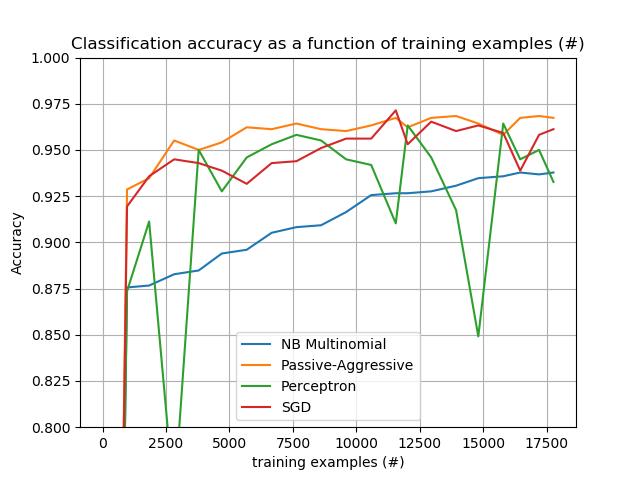 Classification accuracy as a function of training examples (#)
1.000
0.975
0.950
0.925
0.900
0.875
0.850
0.825
0.800
Accuracy
NB Multinomial
Passive-Aggressive
Perceptron
SGD
0 2500 5000 7500 10000 12500 15000 17500
training examples (#)